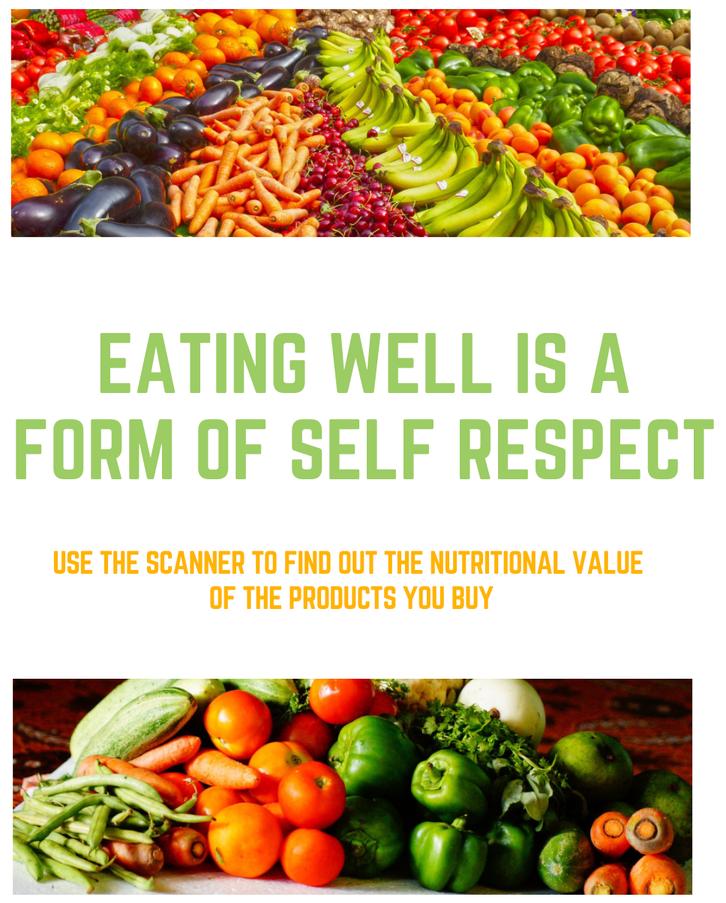 EATING WELL IS A
FORM OF SELF RESPECT
USE THE SCANNER TO FIND OUT THE NUTRITIONAL VALUE
OF THE PRODUCTS YOU BUY